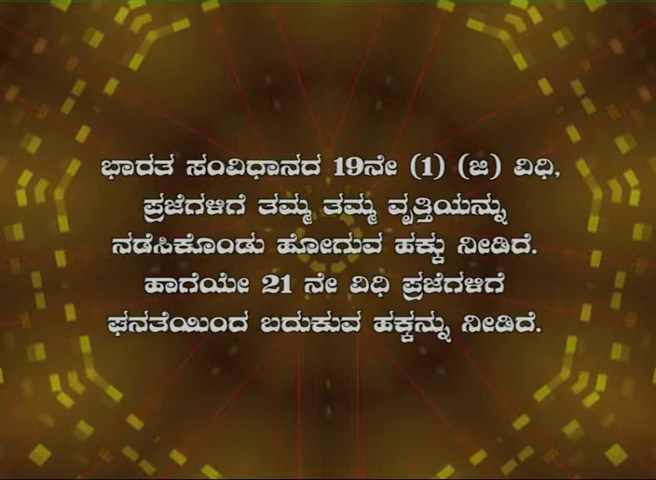 ಭಾರತ ಸಂವಿಧಾನದ 19ನೇ (1) (ಜಿ) ವಿಧಿ,
ಪ್ರಜೆಗಳಿಗೆ ತಮ್ಮ ತಮ್ಮ ವೃತ್ತಿಯನ್ನು
ನಡೆಸಿಕೊಂಡು ಹೋಗುವ ಹಕ್ಕು ನೀಡಿದೆ.
ಹಾಗೆಯೇ 21 ನೇ ವಿಧಿ ಪ್ರಜೆಗಳಿಗೆ
ಘನತೆಯಿಂದ ಬದುಕುವ ಹಕ್ಕನ್ನು ನೀಡಿದೆ.